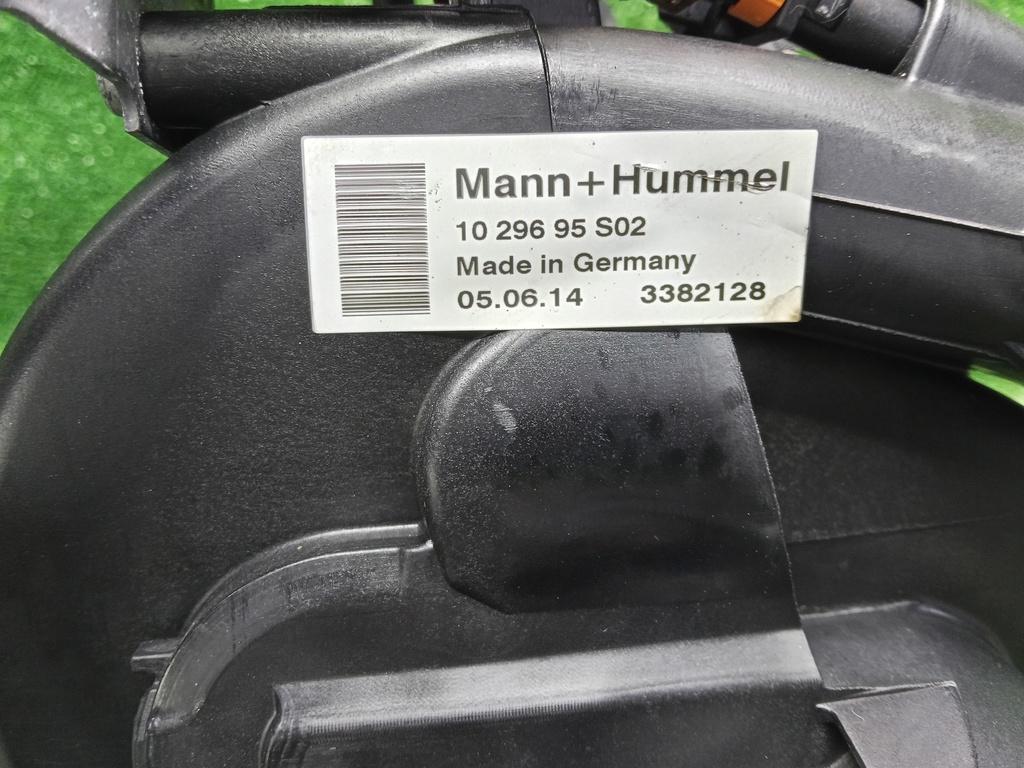 Mann+Hummel
10 296 95 S02
Made in Germany
05.06.14 3382128